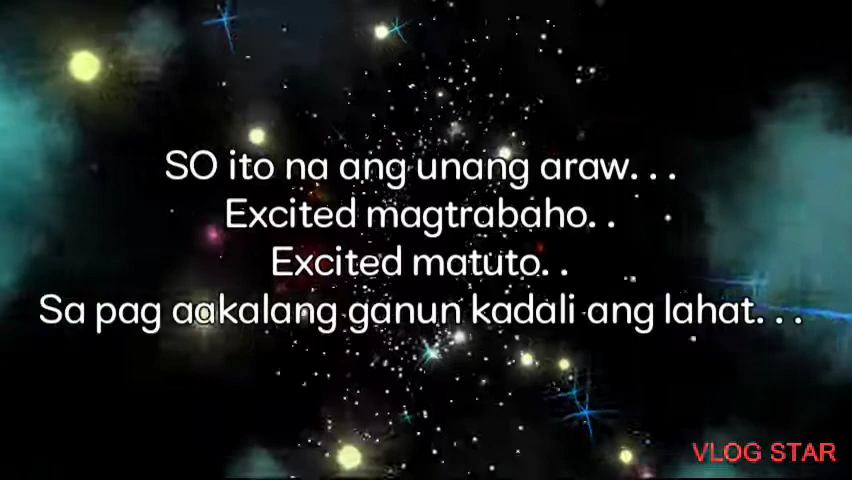 SO ito na ang unang araw. . .
Excited magtrabaho. .
Excited matuto. .
Sa pag aakalang ganun kadali ang lahat. . .
VLOG STAR